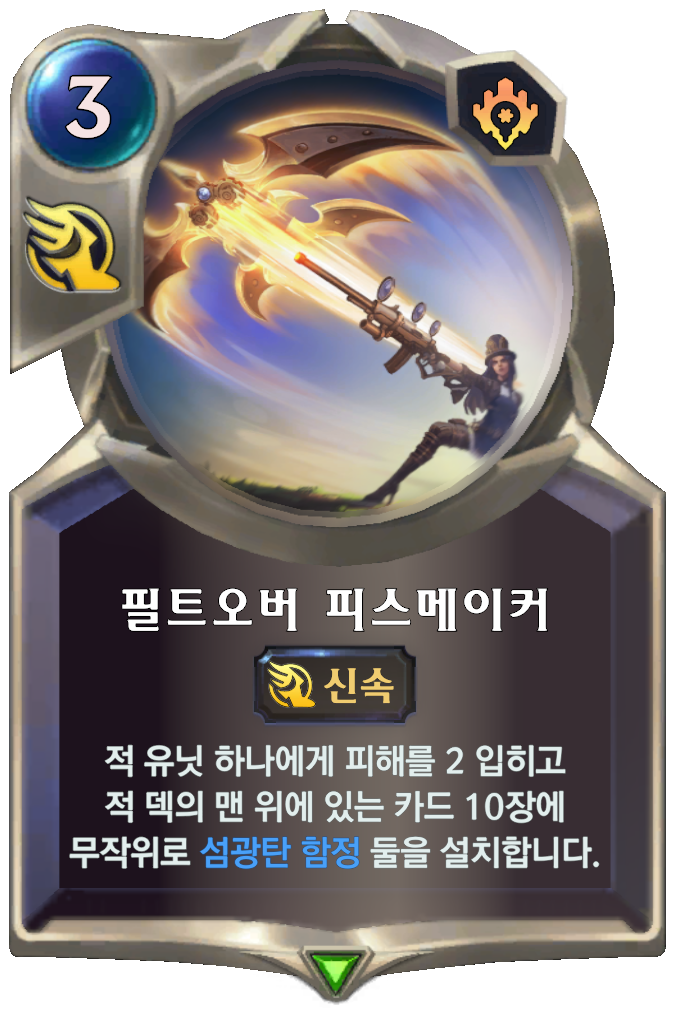 3
필트오버 피스메이커
신속
적 유닛 하나에게 피해를 2 입히고
적 덱의 맨 위에 있는 카드 10장에
무작위로 섬광탄 함정 둘을 설치합니다.